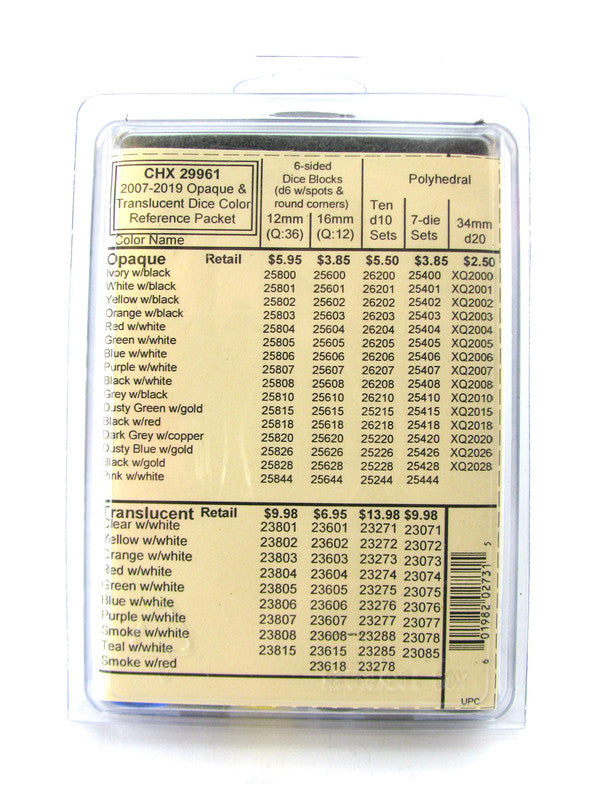 CHX 29961
2007-2019 Opaque &
Translucent Dice Color
Reference Packet
Color Name
6-sided
Dice Blocks
(d6 w/spots &
round corners)
12mm 16mm
(Q:36) (Q:12)
Polyhedral
Ten
d10
Sets
7-die
Sets
34mm
d20
Opaque Retail $5.95 $3.85 $5.50 $3.85 $2.50
Ivory w/black 25800 25600 26200 25400 XQ2000
White w/black 25801 25601 26201 25401 XQ2001
Yellow w/black 25802 25602 26202 25402 XQ2002
Orange w/black 25803 25603 26203 25403 XQ2003
Red w/white 25804 25604 26204 25404 XQ2004
Green w/white 25805 25605 26205 25405 XQ2005
Blue w/white 25806 25606 26206 25406 XQ2006
Purple w/white 25807 25607 26207 25407 XQ2007
Black w/white 25808 25608 26208 25408 XQ2008
Grey w/black 25810 25610 26210 25410 XQ2010
Dusty Green w/gold 25815 25615 25215 25415 XQ2015
Black w/red 25818 25618 26218 25418 XQ2018
Dark Grey w/copper 25820 25620 25220 25420 XQ2020
Dusty Blue w/gold 25826 25626 25226 25426 XQ2026
Black w/gold 25828 25628 25228 25428 XQ2028
Pink w/white 25844 25644 25244 25444
Translucent Retail $9.98 $6.95 $13.98 $9.98
Clear w/white 23801 23601 23271 23071
Yellow w/white 23802 23602 23272 23072
Orange w/white 23803 23603 23273 23073
Red w/white 23804 23604 23274 23074
Green w/white 23805 23605 23275 23075
Blue w/white 23806 23606 23276 23076
Purple w/white 23807 23607 23277 23077
Smoke w/white 23808 23608 23288 23078
Teal w/white 23815 23615 23285 23085
Smoke w/red 23618 23278
6 01982 02731 5
UPC